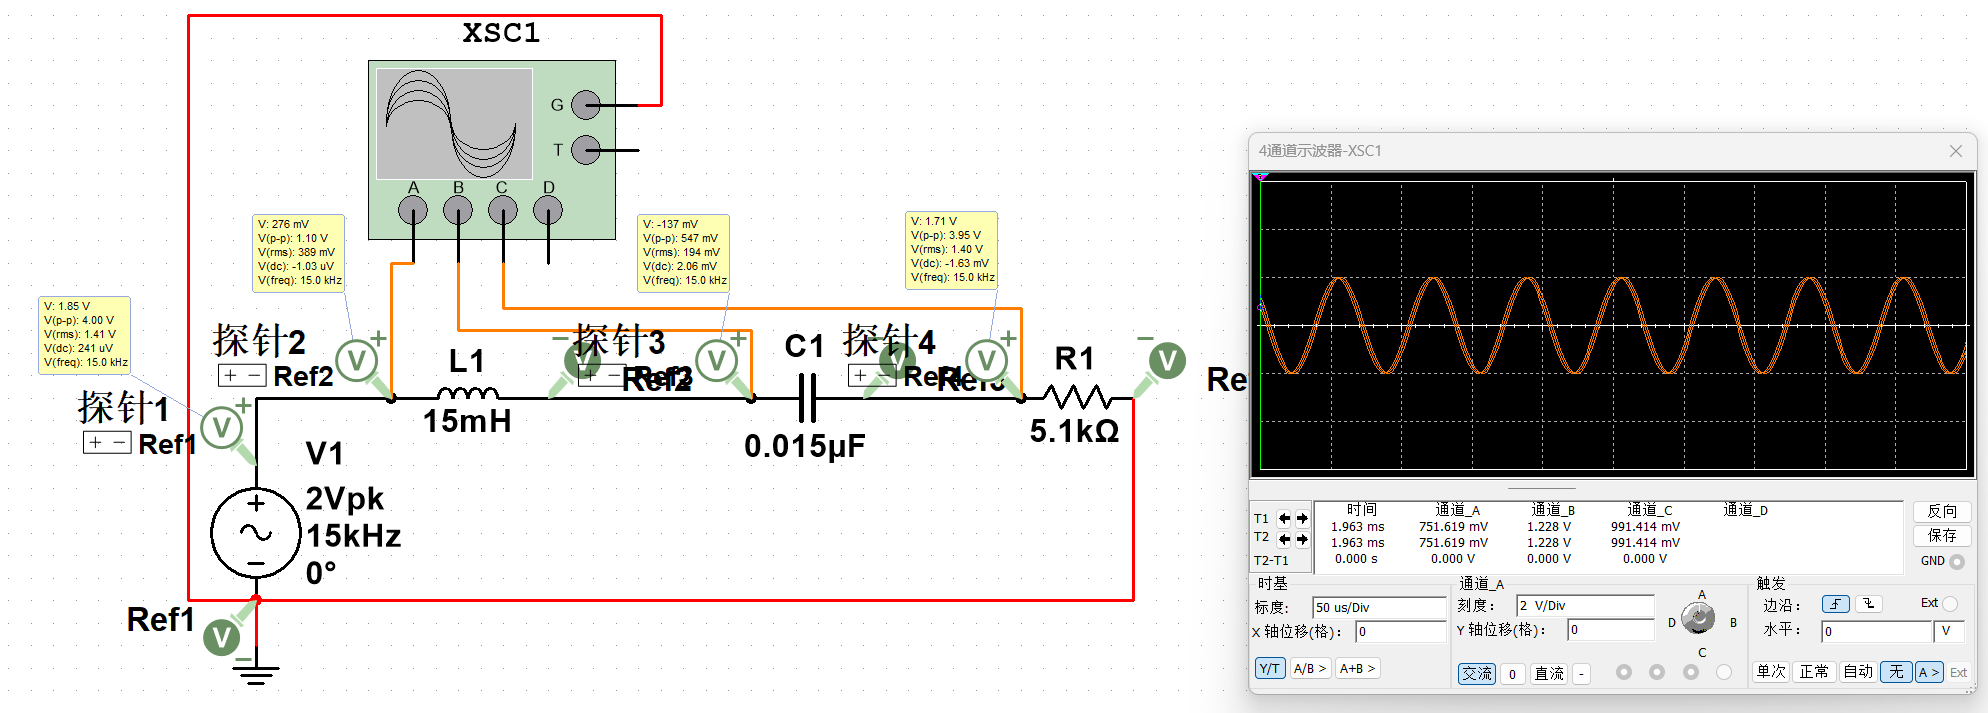 XSC1
G
T
A B C D
V: 276 mV
V(p-p): 1.10 V
V(rms): 389 mV
V(dc): -1.03 uV
V(freq): 15.0 kHz
V: -137 mV
V(p-p): 547 mV
V(rms): 194 mV
V(dc): 2.06 mV
V(freq): 15.0 kHz
V: 1.71 V
V(p-p): 3.95 V
V(rms): 1.40 V
V(dc): -1.63 mV
V(freq): 15.0 kHz
V: 1.85 V
V(p-p): 4.00 V
V(rms): 1.41 V
V(dc): 241 uV
V(freq): 15.0 kHz
探针2
Ref2
V
L1
15mH
V
探针3
Ref2
V
C1
0.015µF
V
探针4
V
R1
5.1kΩ
V
Re
探针1
Ref1
V
V1
2Vpk
15kHz
0°
Ref1
V
4通道示波器-XSC1
时间 通道_A 通道_B 通道_C 通道_D
T1 1.963 ms 751.619 mV 1.228 V 991.414 mV
T2 1.963 ms 751.619 mV 1.228 V 991.414 mV
T2-T1 0.000 s 0.000 V 0.000 V 0.000 V
反向
保存
GND
时基
标度: 50 us/Div
X 轴位移(格): 0
Y/T A/B > A+B >
通道_A
刻度: 2 V/Div
Y 轴位移(格): 0
交流 0 直流 -
A
D B
C
触发
边沿: Ext
水平: 0 V
单次 正常 自动 无 A > Ext